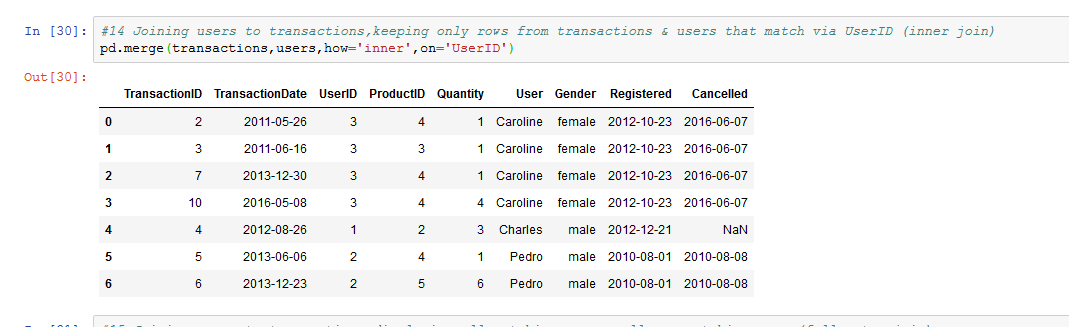 In [30]: #14 Joining users to transactions,keeping only rows from transactions & users that match via UserID (inner join)
pd.merge(transactions,users,how='inner',on='UserID')
Out[30]:
TransactionID TransactionDate UserID ProductID Quantity User Gender Registered Cancelled
0 2 2011-05-26 3 4 1 Caroline female 2012-10-23 2016-06-07
1 3 2011-06-16 3 3 1 Caroline female 2012-10-23 2016-06-07
2 7 2013-12-30 3 4 1 Caroline female 2012-10-23 2016-06-07
3 10 2016-05-08 3 4 4 Caroline female 2012-10-23 2016-06-07
4 4 2012-08-26 1 2 3 Charles male 2012-12-21 NaN
5 5 2013-06-06 2 4 1 Pedro male 2010-08-01 2010-08-08
6 6 2013-12-23 2 5 6 Pedro male 2010-08-01 2010-08-08